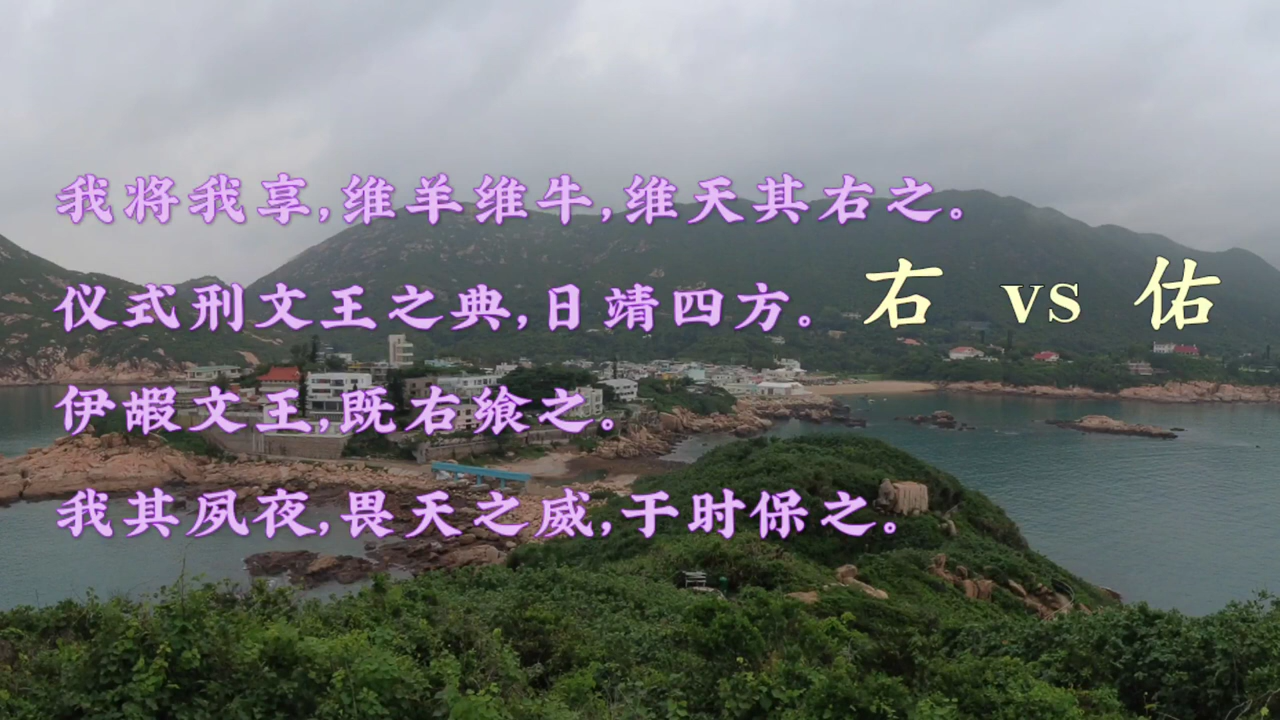 我将我享,维羊维牛,维天其右之。
仪式刑文王之典,日靖四方。
右 vs 佑
伊嘏文王,既右飨之。
我其夙夜,畏天之威,于时保之。